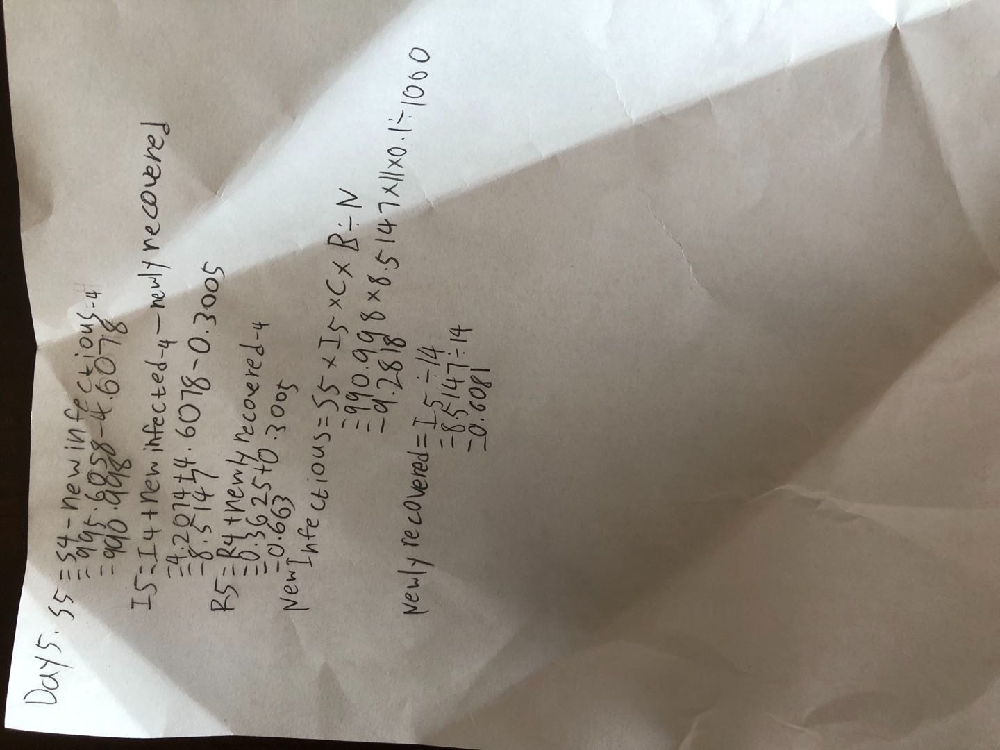 Day 5. S5 = S4 - new infectious-4
= 995.6058 - 4.6078
= 990.998
I5 = I4 + new infected-4 - newly recovered
= 4.2074 + 4.6078 - 0.3005
= 8.5147
R5 = R4 + newly recovered-4
= 0.3625 + 0.3005
= 0.663
New Infectious = S5 × I5 × C × B ÷ N
= 990.998 × 8.5147 × 11 × 0.1 ÷ 1000
= 9.2818
Newly recovered = I5 ÷ 14
= 8.5147 ÷ 14
= 0.6081